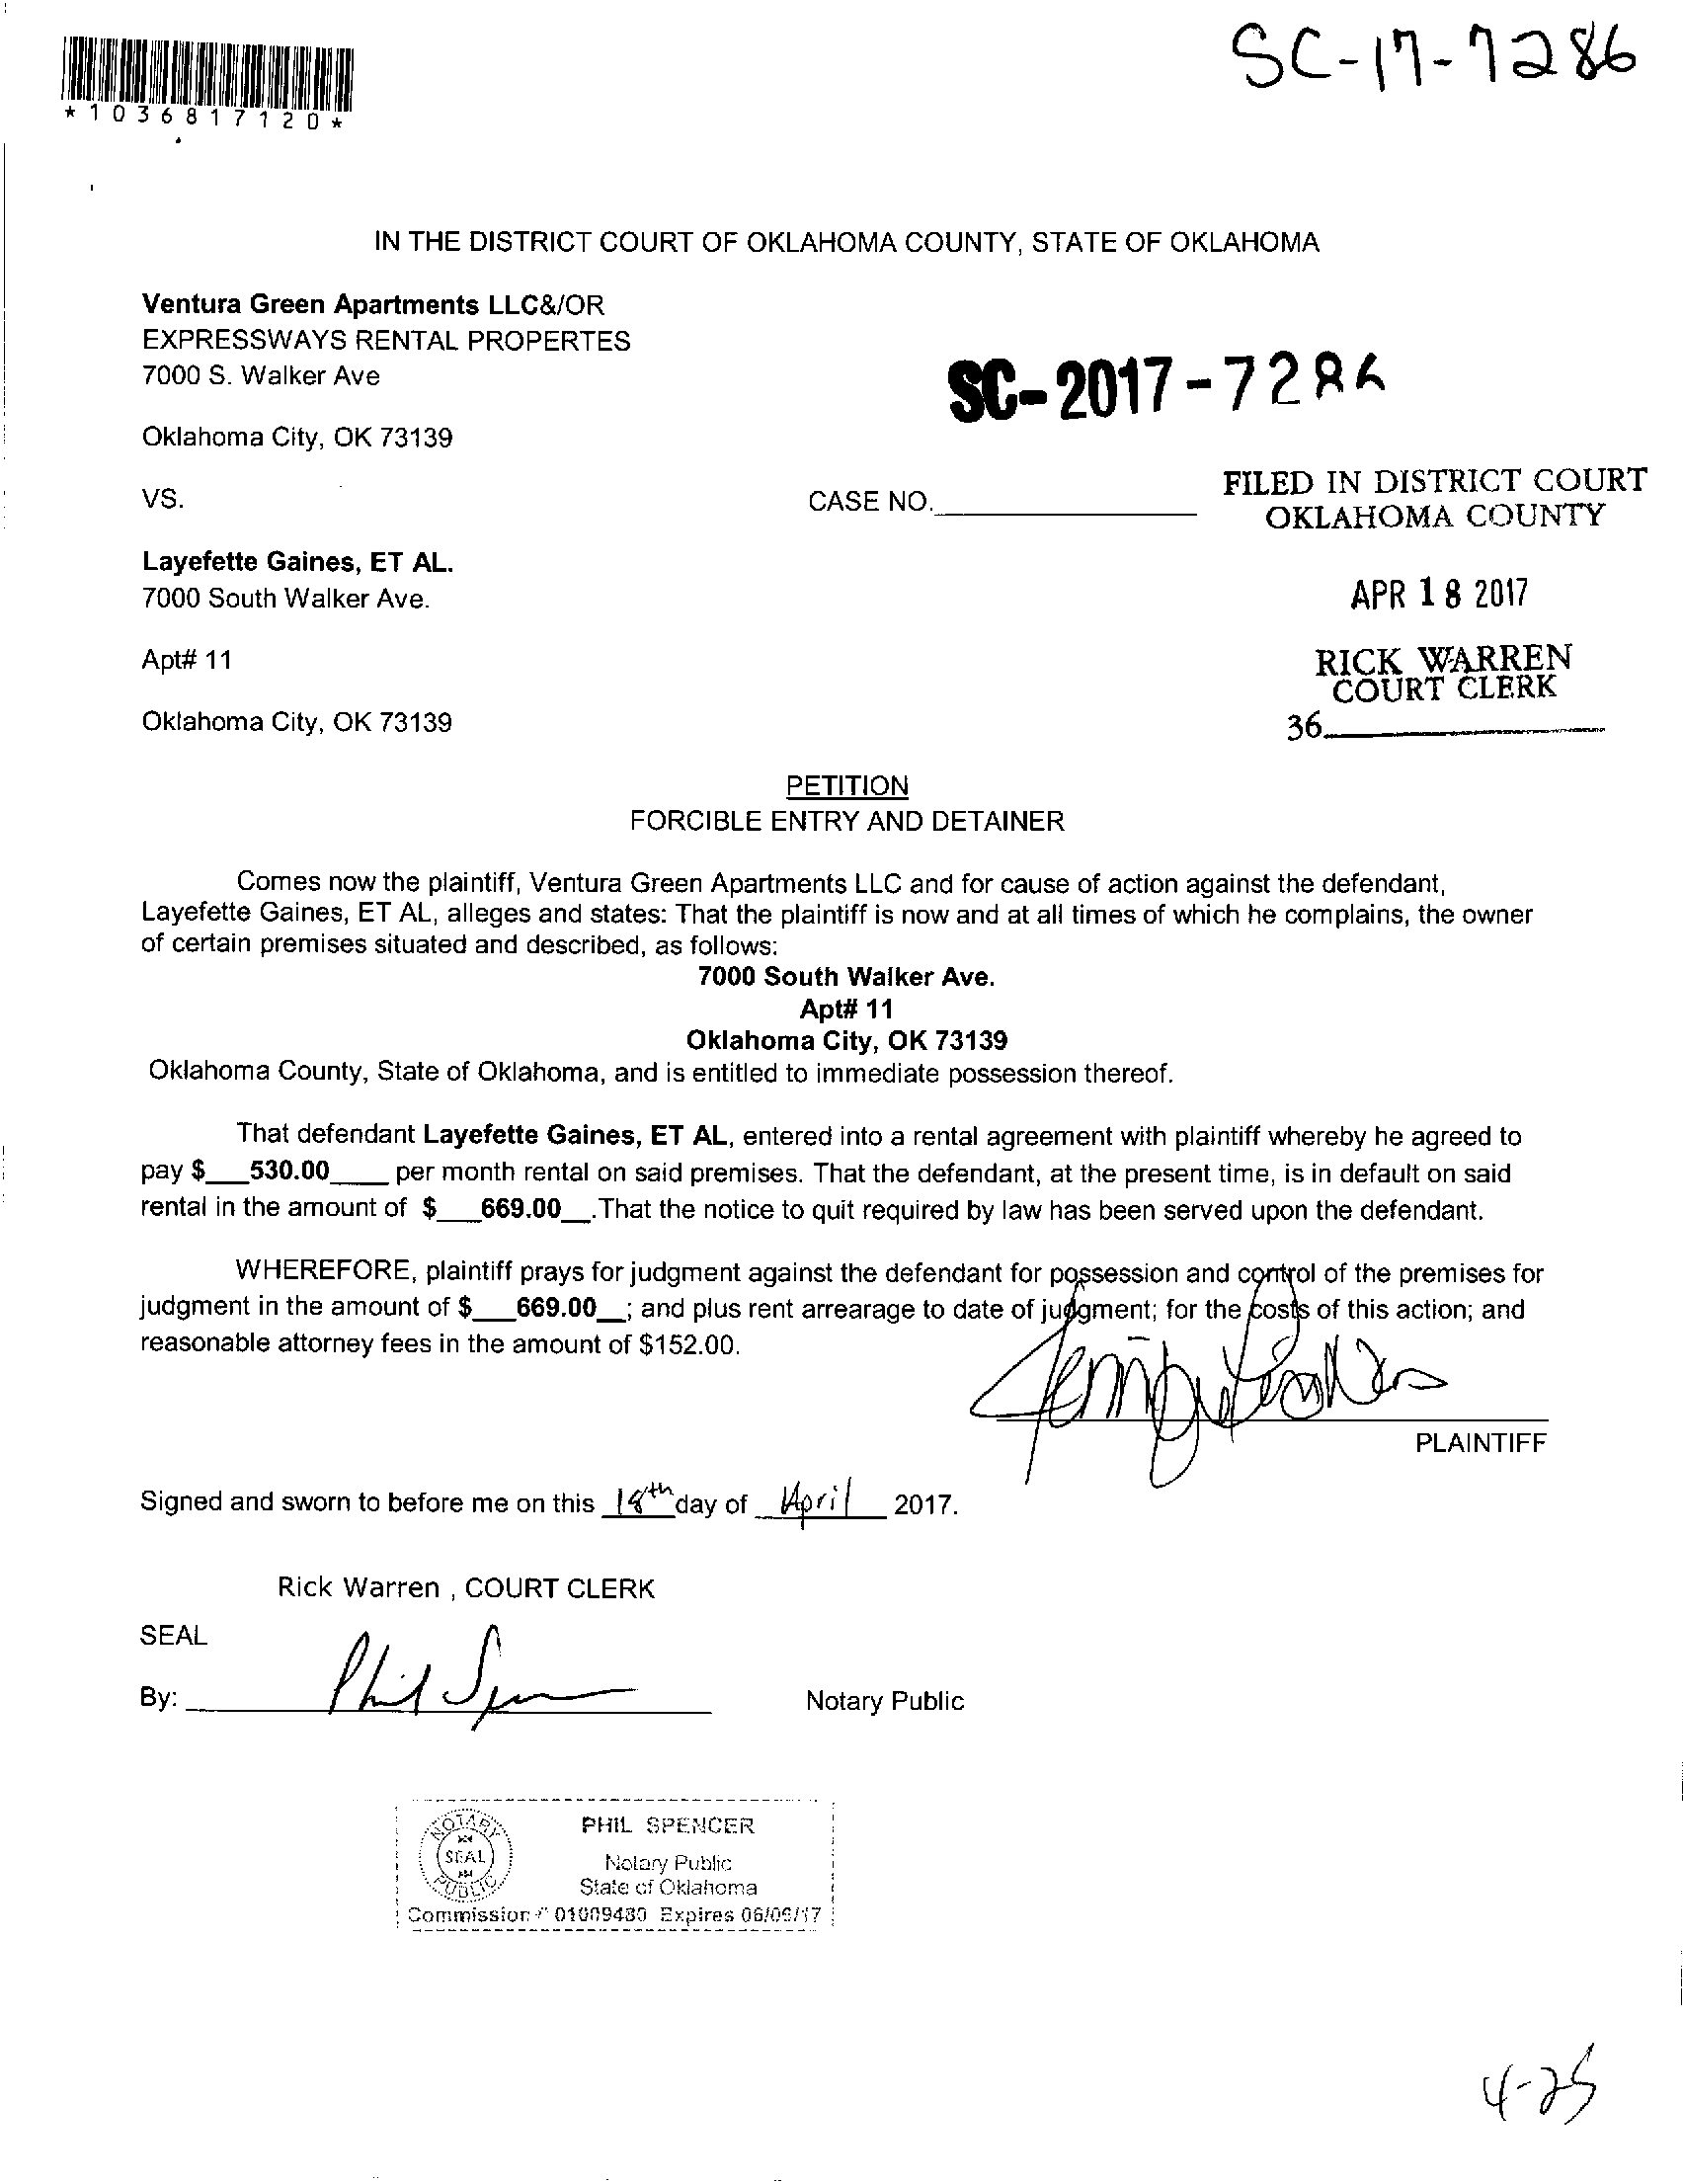 SC-17-7286
*1036817120*
IN THE DISTRICT COURT OF OKLAHOMA COUNTY, STATE OF OKLAHOMA
Ventura Green Apartments LLC&/OR
EXPRESSWAYS RENTAL PROPERTES
7000 S. Walker Ave
SC-2017-7286
Oklahoma City, OK 73139
FILED IN DISTRICT COURT
OKLAHOMA COUNTY
VS.
CASE NO.
Layefette Gaines, ET AL.
7000 South Walker Ave.
APR 18 2017
Apt# 11
RICK WARREN
COURT CLERK
Oklahoma City, OK 73139
36
PETITION
FORCIBLE ENTRY AND DETAINER
Comes now the plaintiff, Ventura Green Apartments LLC and for cause of action against the defendant,
Layefette Gaines, ET AL, alleges and states: That the plaintiff is now and at all times of which he complains, the owner
of certain premises situated and described, as follows:
7000 South Walker Ave.
Apt# 11
Oklahoma City, OK 73139
Oklahoma County, State of Oklahoma, and is entitled to immediate possession thereof.
That defendant Layefette Gaines, ET AL, entered into a rental agreement with plaintiff whereby he agreed to
pay $___530.00____ per month rental on said premises. That the defendant, at the present time, is in default on said
rental in the amount of $___669.00__.That the notice to quit required by law has been served upon the defendant.
WHEREFORE, plaintiff prays for judgment against the defendant for possession and control of the premises for
judgment in the amount of $___669.00__; and plus rent arrearage to date of judgment; for the costs of this action; and
reasonable attorney fees in the amount of $152.00.
PLAINTIFF
Signed and sworn to before me on this 18th day of April 2017.
Rick Warren , COURT CLERK
SEAL
By: Phil Spencer
Notary Public
NOTARY SEAL PUBLIC
PHIL SPENCER
Notary Public
State of Oklahoma
Commission # 01009480 Expires 06/09/17
4-25